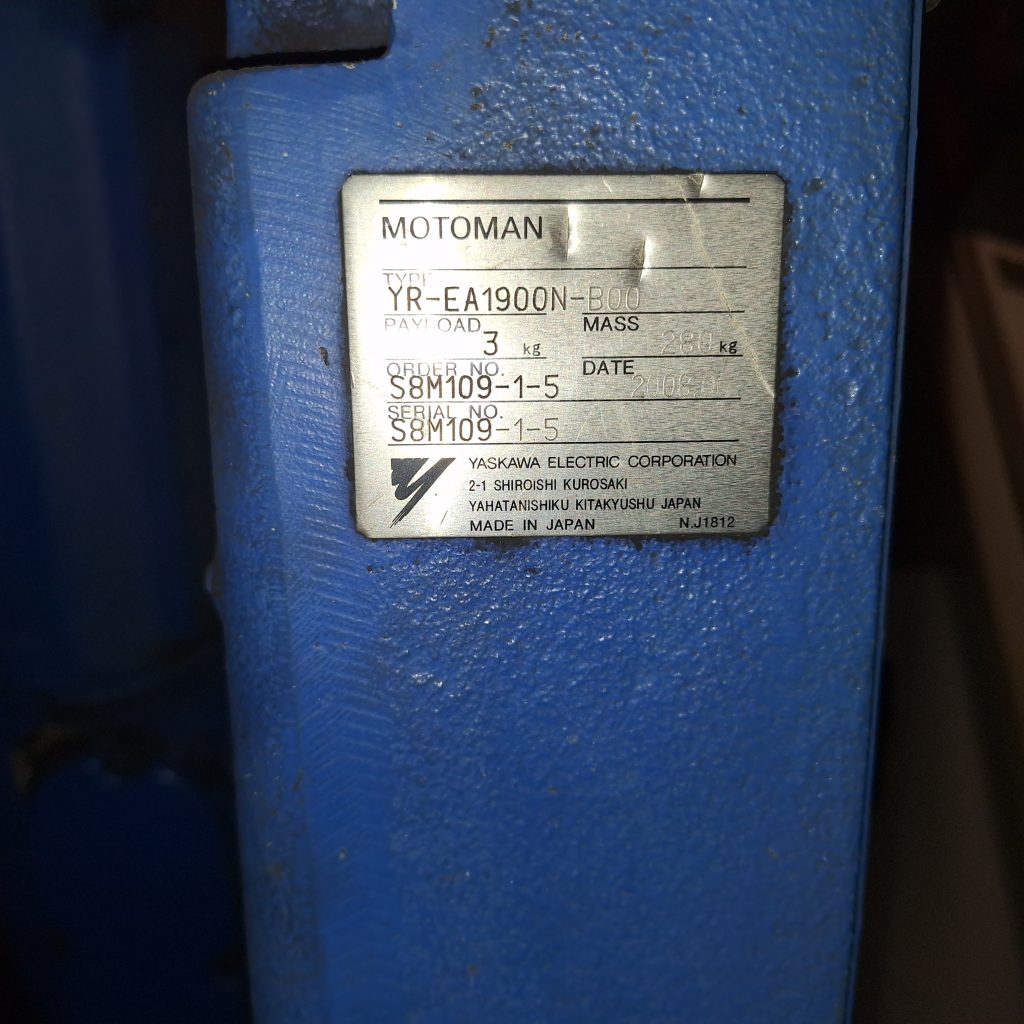 MOTOMAN
TYPE
YR-EA1900N-B00
PAYLOAD 3 kg MASS 280 kg
ORDER NO. S8M109-1-5 DATE
SERIAL NO. S8M109-1-5
YASKAWA ELECTRIC CORPORATION
2-1 SHIROISHI KUROSAKI
YAHATANISHIKU KITAKYUSHU JAPAN
MADE IN JAPAN N.J1812